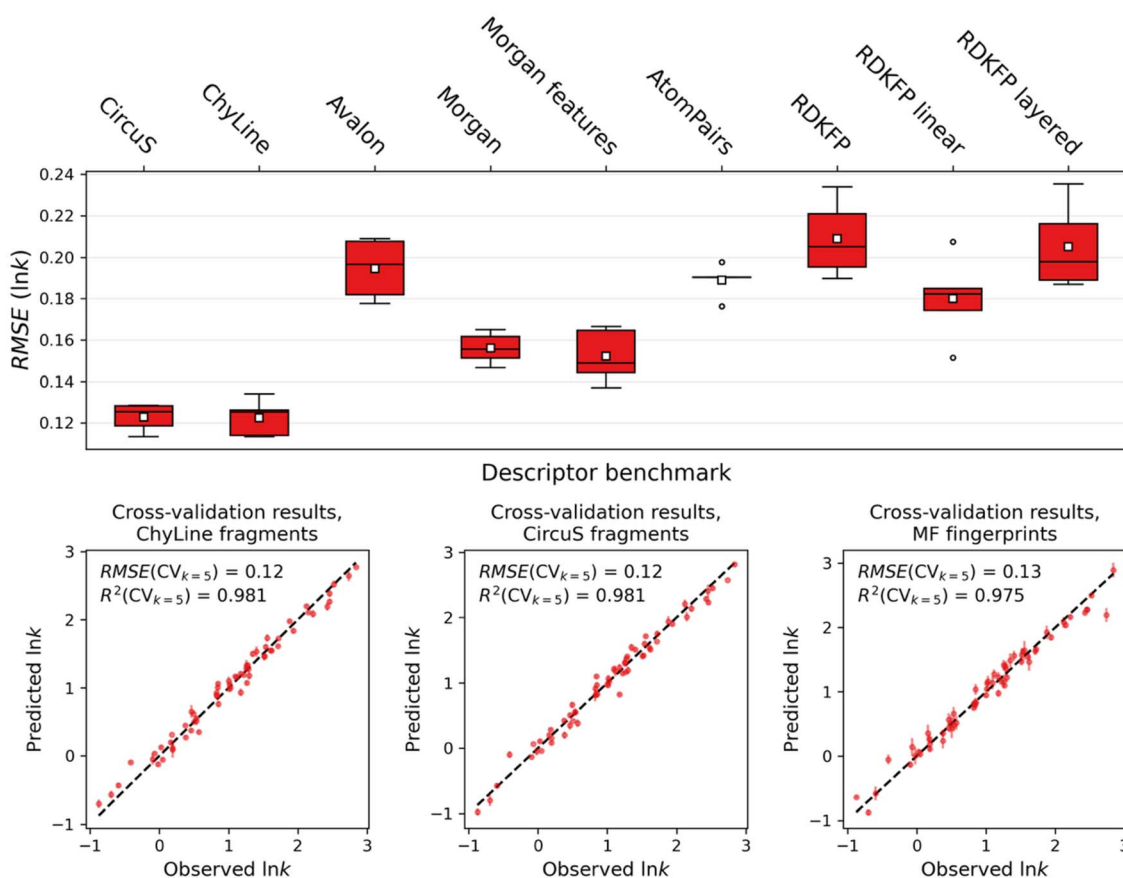 CircuS
ChyLine
Avalon
Morgan
Morgan features
AtomPairs
RDKFP
RDKFP linear
RDKFP layered
RMSE (lnk)
0.24
0.22
0.20
0.18
0.16
0.14
0.12
Descriptor benchmark
Cross-validation results,
ChyLine fragments
RMSE(CVₖ₌₅) = 0.12
R²(CVₖ₌₅) = 0.981
Predicted lnk
3
2
1
0
−1
−1 0 1 2 3
Observed lnk
Cross-validation results,
CircuS fragments
RMSE(CVₖ₌₅) = 0.12
R²(CVₖ₌₅) = 0.981
Predicted lnk
3
2
1
0
−1
−1 0 1 2 3
Observed lnk
Cross-validation results,
MF fingerprints
RMSE(CVₖ₌₅) = 0.13
R²(CVₖ₌₅) = 0.975
Predicted lnk
3
2
1
0
−1
−1 0 1 2 3
Observed lnk